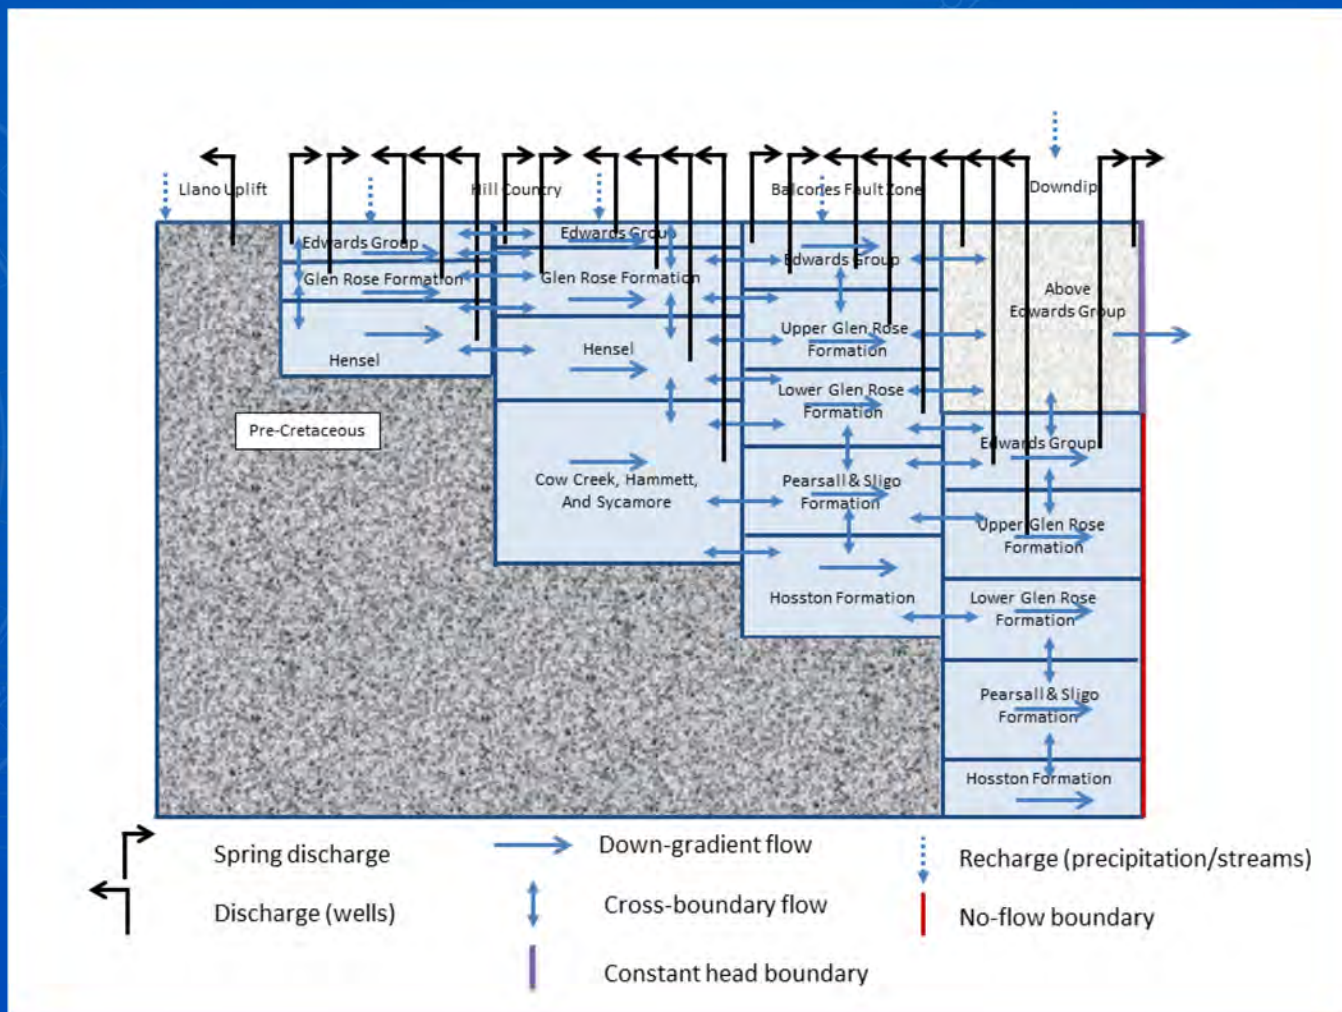 Llano Uplift
Hill Country
Balcones Fault Zone
Downdip
Edwards Group
Glen Rose Formation
Hensel
Edwards Group
Glen Rose Formation
Hensel
Cow Creek, Hammett,
And Sycamore
Edwards Group
Upper Glen Rose
Formation
Lower Glen Rose
Formation
Pearsall & Sligo
Formation
Hosston Formation
Above
Edwards Group
Edwards Group
Upper Glen Rose
Formation
Lower Glen Rose
Formation
Pearsall & Sligo
Formation
Hosston Formation
Pre-Cretaceous
Spring discharge
Discharge (wells)
Down-gradient flow
Cross-boundary flow
Constant head boundary
Recharge (precipitation/streams)
No-flow boundary